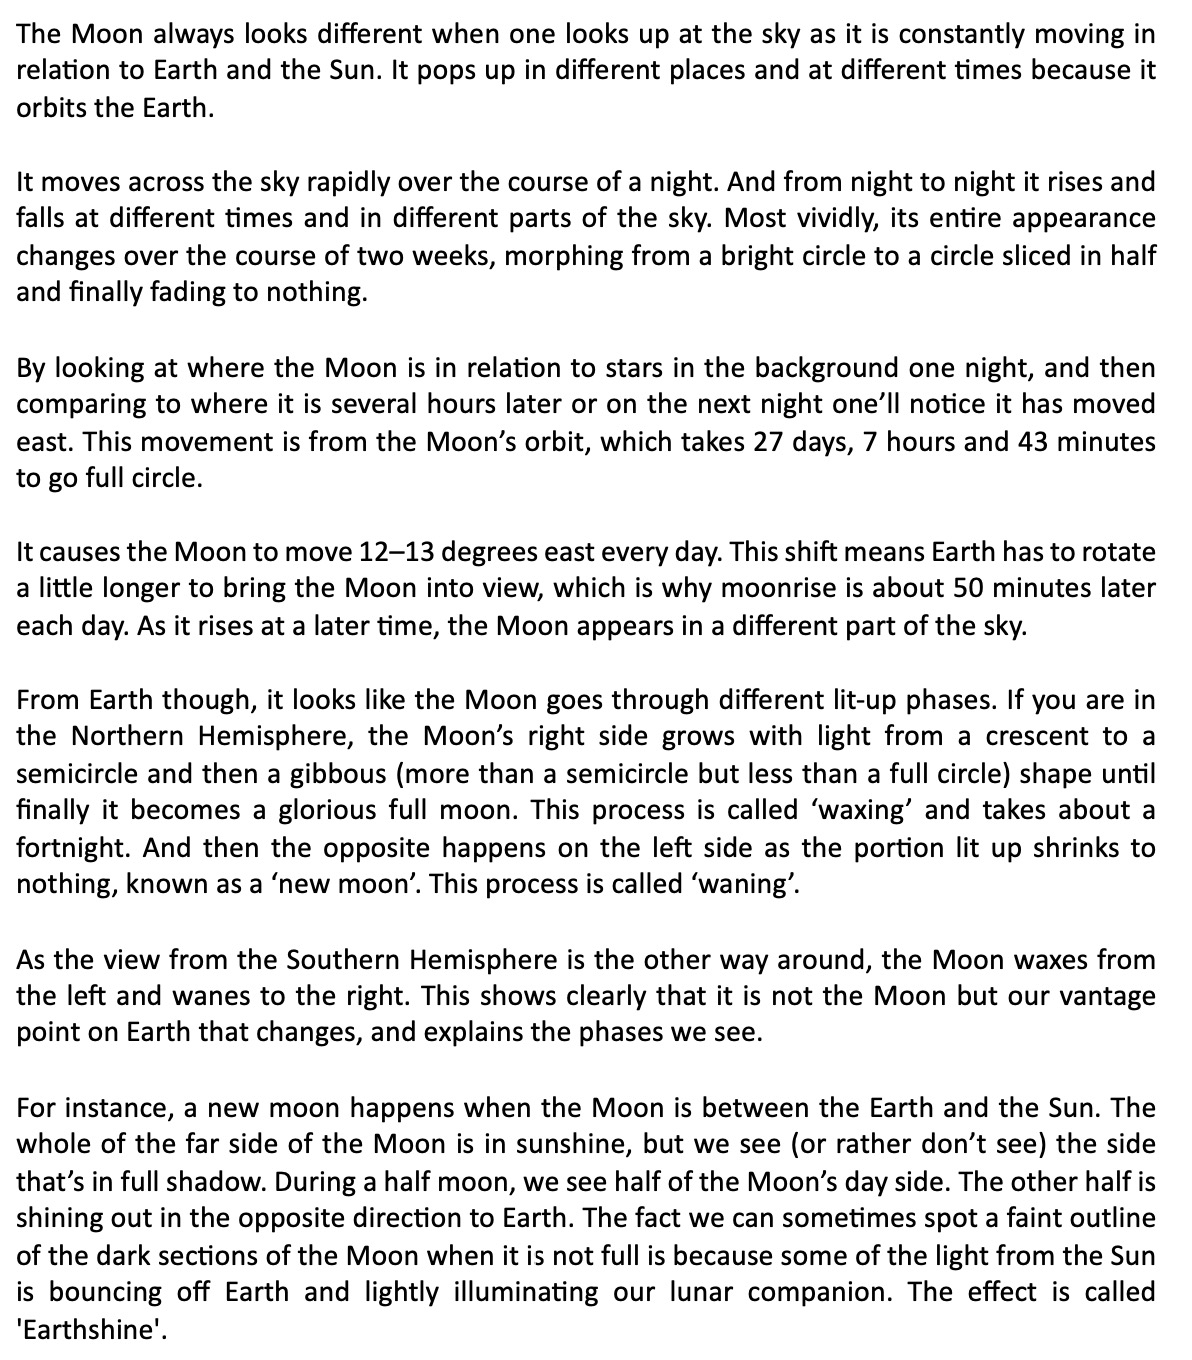 The Moon always looks different when one looks up at the sky as it is constantly moving in
relation to Earth and the Sun. It pops up in different places and at different times because it
orbits the Earth.
It moves across the sky rapidly over the course of a night. And from night to night it rises and
falls at different times and in different parts of the sky. Most vividly, its entire appearance
changes over the course of two weeks, morphing from a bright circle to a circle sliced in half
and finally fading to nothing.
By looking at where the Moon is in relation to stars in the background one night, and then
comparing to where it is several hours later or on the next night one’ll notice it has moved
east. This movement is from the Moon’s orbit, which takes 27 days, 7 hours and 43 minutes
to go full circle.
It causes the Moon to move 12–13 degrees east every day. This shift means Earth has to rotate
a little longer to bring the Moon into view, which is why moonrise is about 50 minutes later
each day. As it rises at a later time, the Moon appears in a different part of the sky.
From Earth though, it looks like the Moon goes through different lit-up phases. If you are in
the Northern Hemisphere, the Moon’s right side grows with light from a crescent to a
semicircle and then a gibbous (more than a semicircle but less than a full circle) shape until
finally it becomes a glorious full moon. This process is called ‘waxing’ and takes about a
fortnight. And then the opposite happens on the left side as the portion lit up shrinks to
nothing, known as a ‘new moon’. This process is called ‘waning’.
As the view from the Southern Hemisphere is the other way around, the Moon waxes from
the left and wanes to the right. This shows clearly that it is not the Moon but our vantage
point on Earth that changes, and explains the phases we see.
For instance, a new moon happens when the Moon is between the Earth and the Sun. The
whole of the far side of the Moon is in sunshine, but we see (or rather don’t see) the side
that’s in full shadow. During a half moon, we see half of the Moon’s day side. The other half is
shining out in the opposite direction to Earth. The fact we can sometimes spot a faint outline
of the dark sections of the Moon when it is not full is because some of the light from the Sun
is bouncing off Earth and lightly illuminating our lunar companion. The effect is called
'Earthshine'.